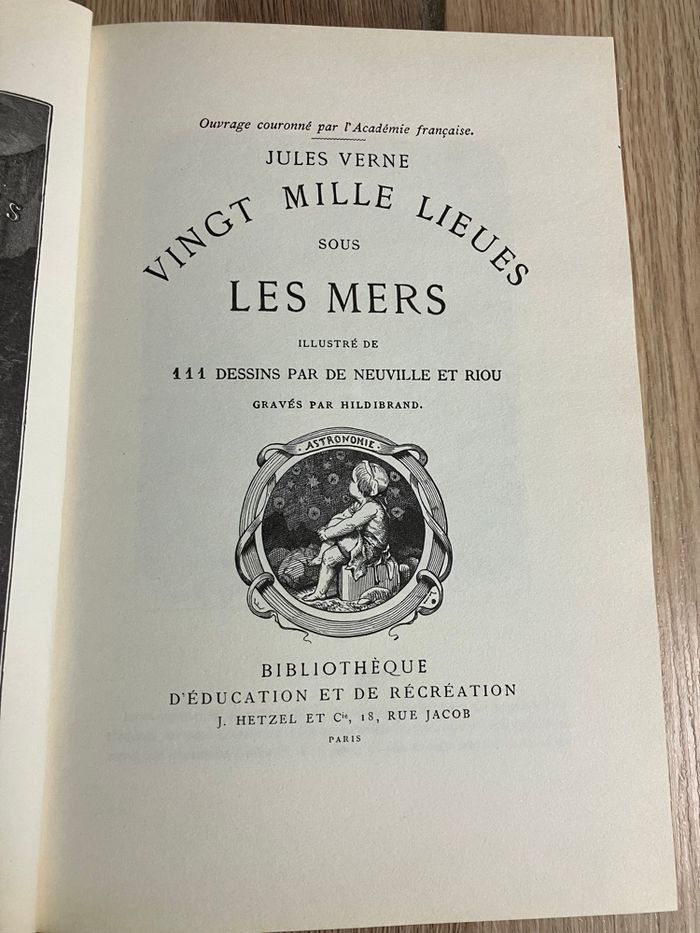 Ouvrage couronné par l'Académie française.
JULES VERNE
VINGT MILLE LIEUES
SOUS
LES MERS
ILLUSTRÉ DE
111 DESSINS PAR DE NEUVILLE ET RIOU
GRAVÉS PAR HILDIBRAND.
ASTRONOMIE
BIBLIOTHÈQUE
D'ÉDUCATION ET DE RÉCRÉATION
J. HETZEL ET Cie, 18, RUE JACOB
PARIS
S